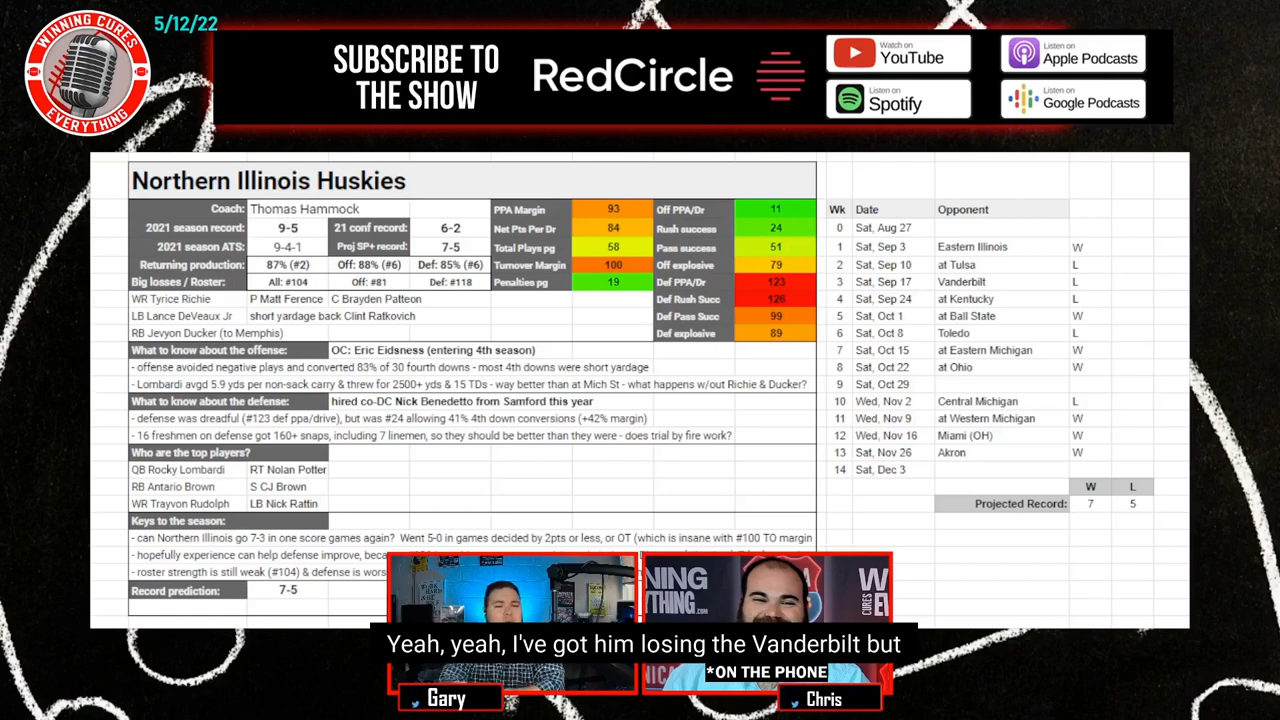 WINNING CURES
EVERYTHING
5/12/22
SUBSCRIBE TO
THE SHOW
RedCircle
Watch on
YouTube
Listen on
Spotify
Listen on
Apple Podcasts
Listen on
Google Podcasts
Northern Illinois Huskies
Coach: Thomas Hammock
2021 season record: 9-5 21 conf record: 6-2
2021 season ATS: 9-4-1 Proj SP+ record: 7-5
Returning production: 87% (#2) Off: 88% (#6) Def: 85% (#6)
Big losses / Roster: All: #104 Off: #81 Def: #118
WR Tyrice Richie P Matt Ference C Brayden Patteon
LB Lance DeVeaux Jr short yardage back Clint Ratkovich
RB Jevyon Ducker (to Memphis)
PPA Margin 93 Off PPA/Dr 11
Net Pts Per Dr 84 Rush success 24
Total Plays pg 58 Pass success 51
Turnover Margin 100 Off explosive 79
Penalties pg 19 Def PPA/Dr 123
Def Rush Succ 126
Def Pass Succ 99
Def explosive 89
What to know about the offense: OC: Eric Eidsness (entering 4th season)
- offense avoided negative plays and converted 83% of 30 fourth downs - most 4th downs were short yardage
- Lombardi avgd 5.9 yds per non-sack carry & threw for 2500+ yds & 15 TDs - way better than at Mich St - what happens w/out Richie & Ducker?
What to know about the defense: hired co-DC Nick Benedetto from Samford this year
- defense was dreadful (#123 def ppa/drive), but was #24 allowing 41% 4th down conversions (+42% margin)
- 16 freshmen on defense got 160+ snaps, including 7 linemen, so they should be better than they were - does trial by fire work?
Who are the top players?
QB Rocky Lombardi RT Nolan Potter
RB Antario Brown S CJ Brown
WR Trayvon Rudolph LB Nick Rattin
Keys to the season:
- can Northern Illinois go 7-3 in one score games again? Went 5-0 in games decided by 2pts or less, or OT (which is insane with #100 TO margin
- hopefully experience can help defense improve, beca
- roster strength is still weak (#104) & defense is wors
Record prediction: 7-5
Wk Date Opponent
0 Sat, Aug 27
1 Sat, Sep 3 Eastern Illinois W
2 Sat, Sep 10 at Tulsa L
3 Sat, Sep 17 Vanderbilt L
4 Sat, Sep 24 at Kentucky L
5 Sat, Oct 1 at Ball State W
6 Sat, Oct 8 Toledo L
7 Sat, Oct 15 at Eastern Michigan W
8 Sat, Oct 22 at Ohio W
9 Sat, Oct 29
10 Wed, Nov 2 Central Michigan L
11 Wed, Nov 9 at Western Michigan W
12 Wed, Nov 16 Miami (OH) W
13 Sat, Nov 26 Akron W
14 Sat, Dec 3
W L
Projected Record: 7 5
Yeah, yeah, I've got him losing the Vanderbilt but
*ON THE PHONE
Gary
Chris